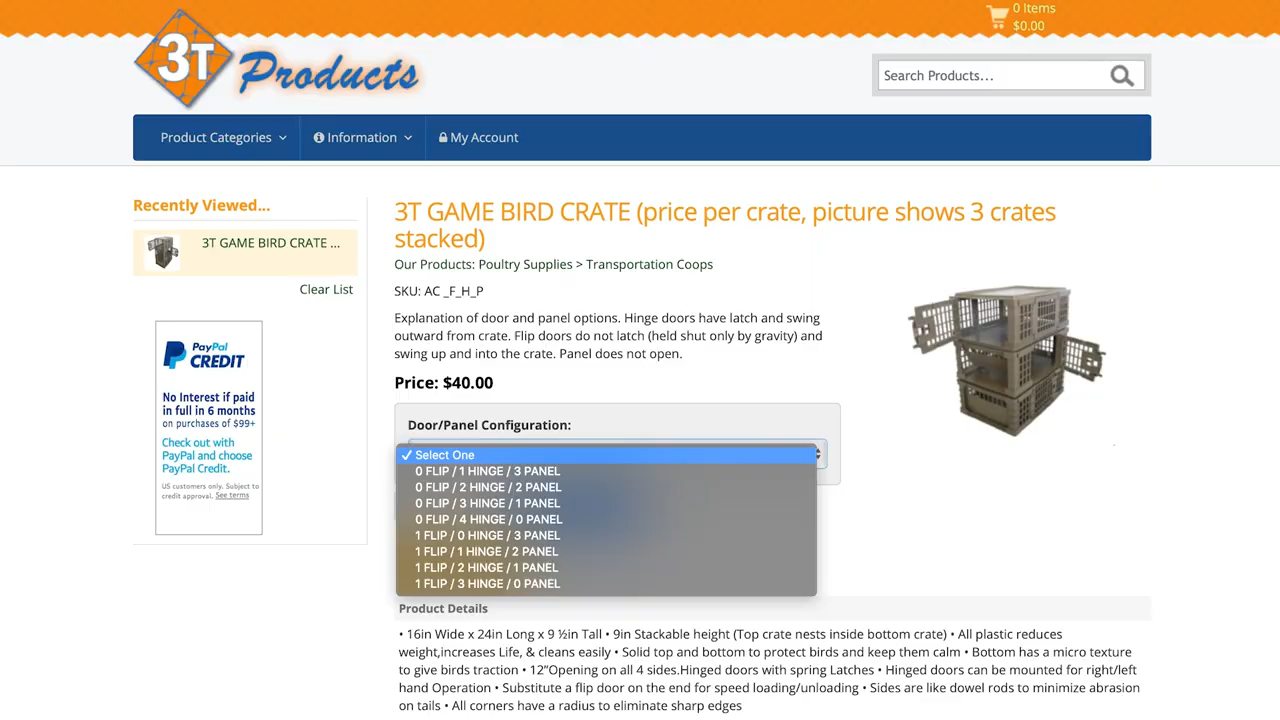 0 Items
$0.00
3T Products
Search Products...
Product Categories
Information
My Account
Recently Viewed...
3T GAME BIRD CRATE ...
Clear List
PayPal
CREDIT
No Interest if paid
in full in 6 months
on purchases of $99+
Check out with
PayPal and choose
PayPal Credit.
US customers only. Subject to
credit approval. See terms
3T GAME BIRD CRATE (price per crate, picture shows 3 crates
stacked)
Our Products: Poultry Supplies > Transportation Coops
SKU: AC _F_H_P
Explanation of door and panel options. Hinge doors have latch and swing
outward from crate. Flip doors do not latch (held shut only by gravity) and
swing up and into the crate. Panel does not open.
Price: $40.00
Door/Panel Configuration:
✓ Select One
0 FLIP / 1 HINGE / 3 PANEL
0 FLIP / 2 HINGE / 2 PANEL
0 FLIP / 3 HINGE / 1 PANEL
0 FLIP / 4 HINGE / 0 PANEL
1 FLIP / 0 HINGE / 3 PANEL
1 FLIP / 1 HINGE / 2 PANEL
1 FLIP / 2 HINGE / 1 PANEL
1 FLIP / 3 HINGE / 0 PANEL
Product Details
• 16in Wide x 24in Long x 9 ½in Tall • 9in Stackable height (Top crate nests inside bottom crate) • All plastic reduces
weight,increases Life, & cleans easily • Solid top and bottom to protect birds and keep them calm • Bottom has a micro texture
to give birds traction • 12"Opening on all 4 sides.Hinged doors with spring Latches • Hinged doors can be mounted for right/left
hand Operation • Substitute a flip door on the end for speed loading/unloading • Sides are like dowel rods to minimize abrasion
on tails • All corners have a radius to eliminate sharp edges